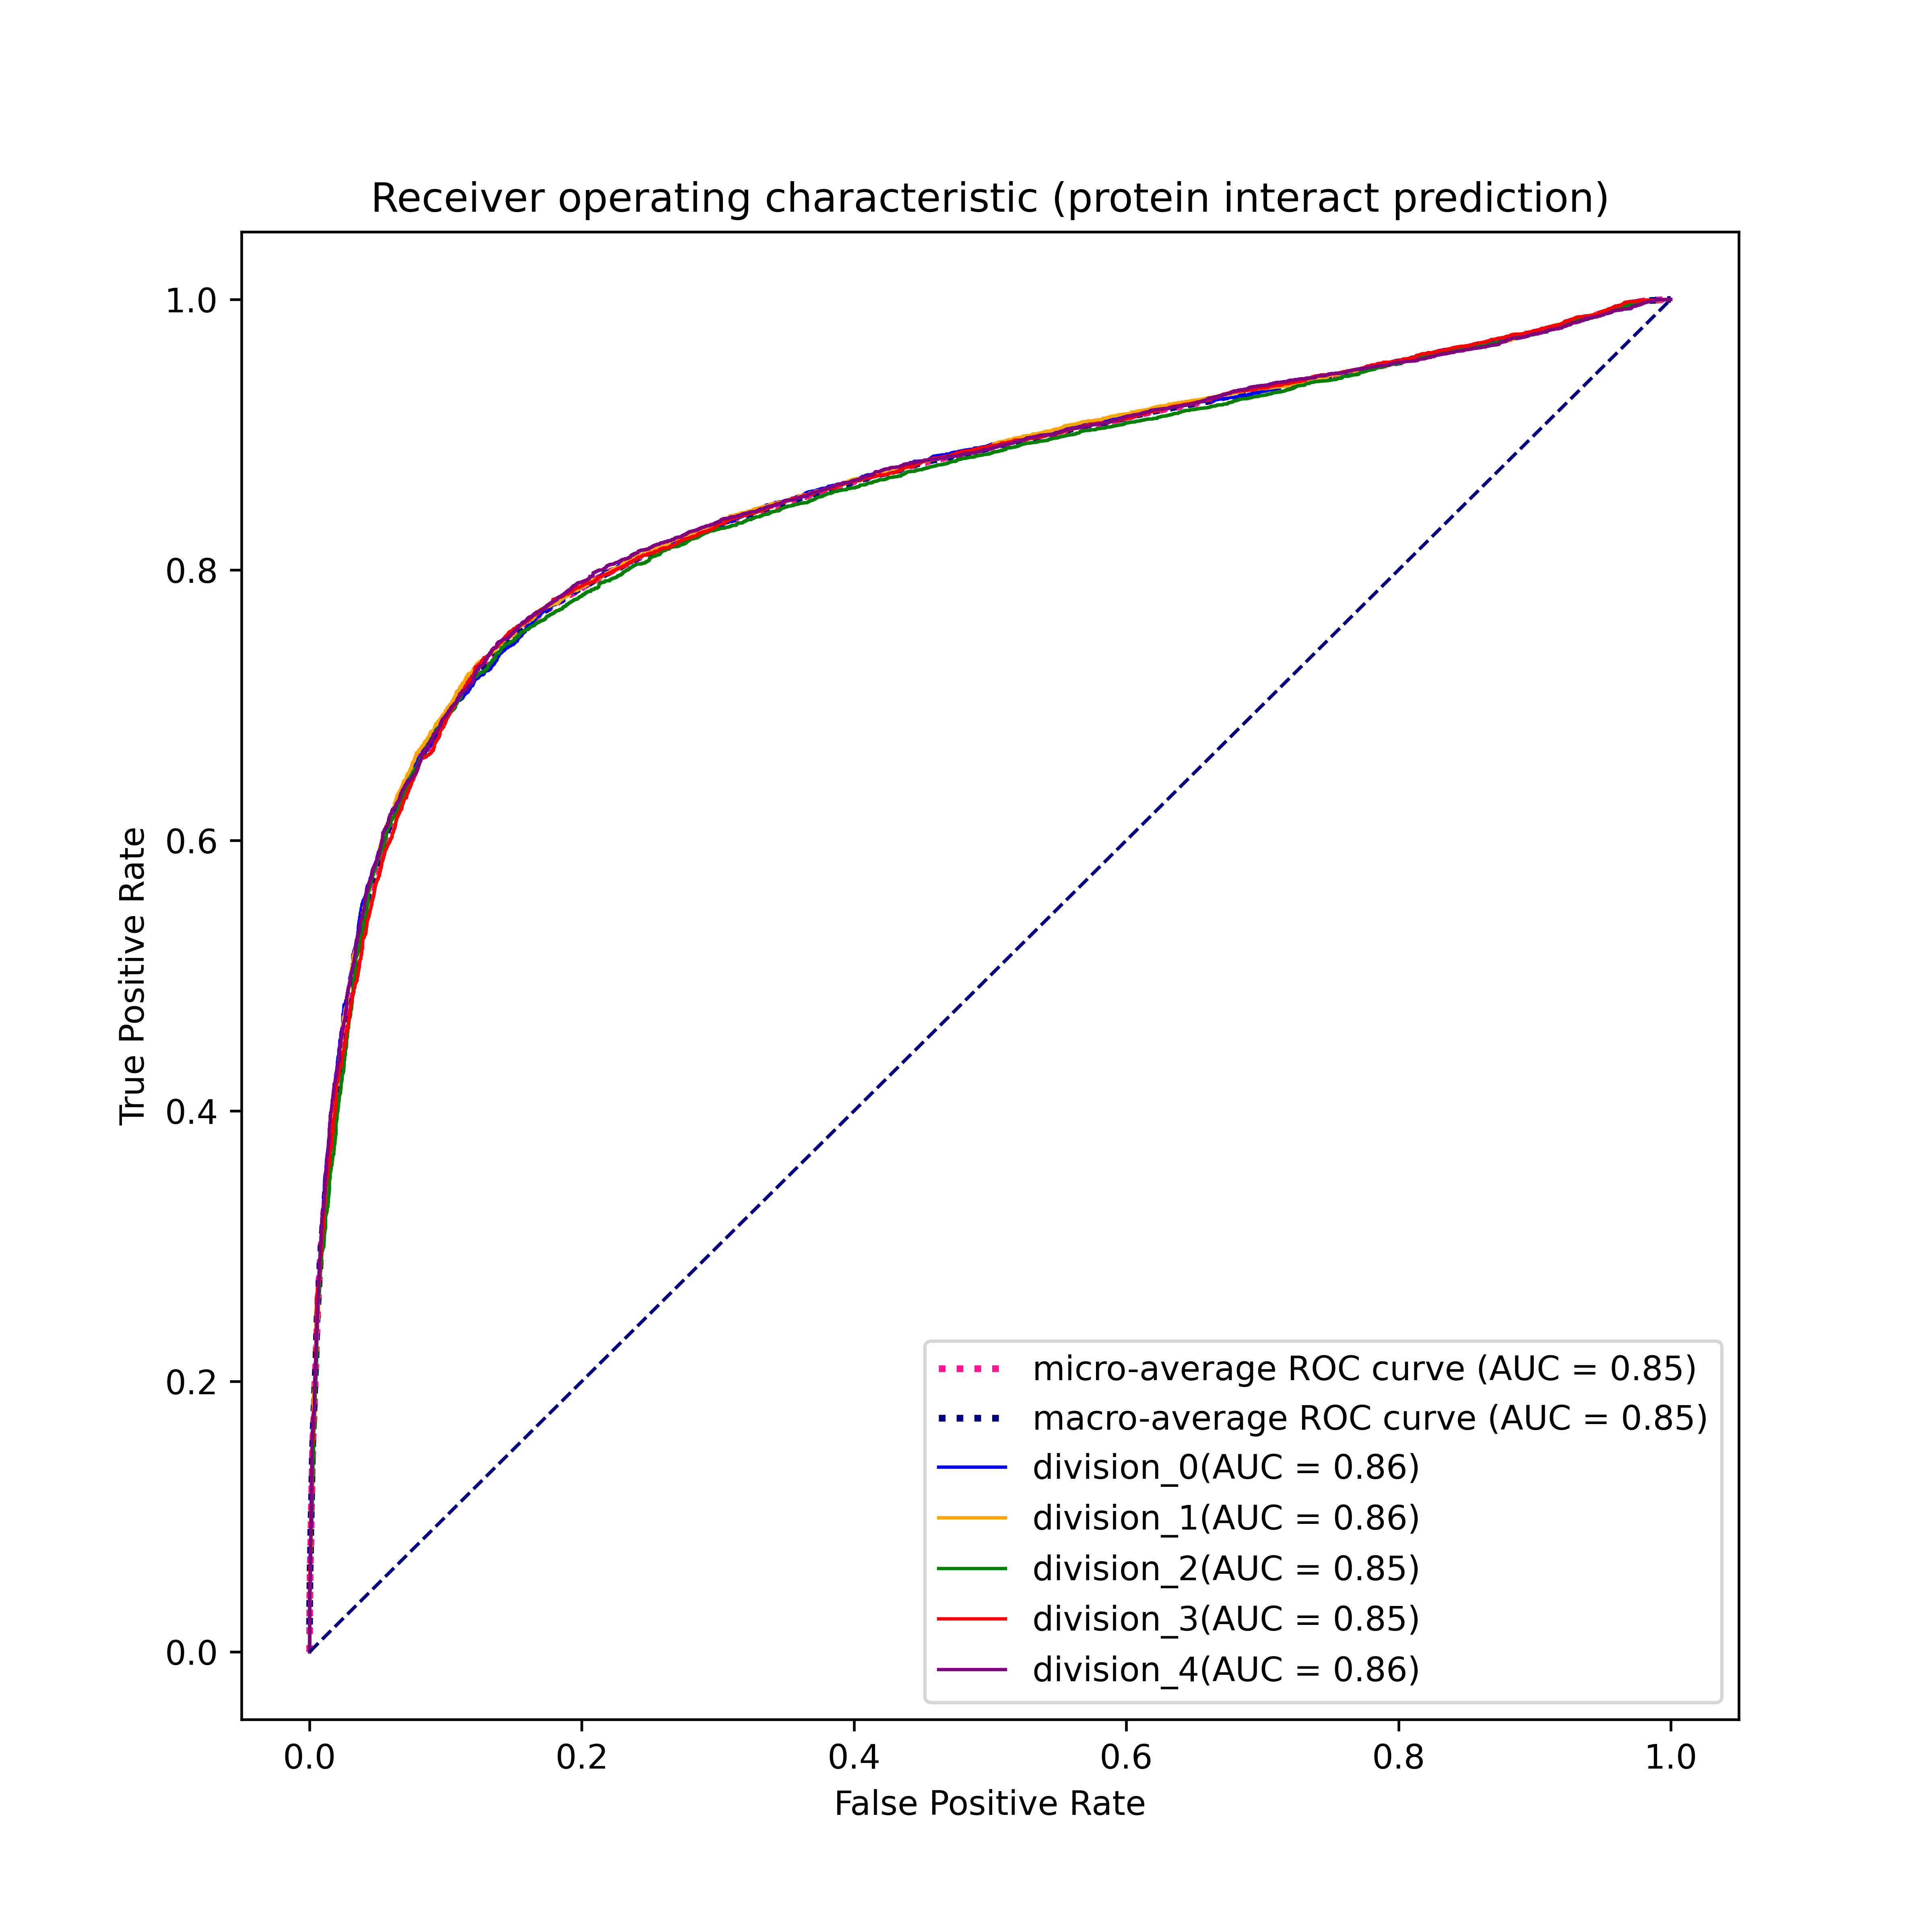 Receiver operating characteristic (protein interact prediction)
True Positive Rate
1.0
0.8
0.6
0.4
0.2
0.0
micro-average ROC curve (AUC = 0.85)
macro-average ROC curve (AUC = 0.85)
division_0(AUC = 0.86)
division_1(AUC = 0.86)
division_2(AUC = 0.85)
division_3(AUC = 0.85)
division_4(AUC = 0.86)
0.0 0.2 0.4 0.6 0.8 1.0
False Positive Rate